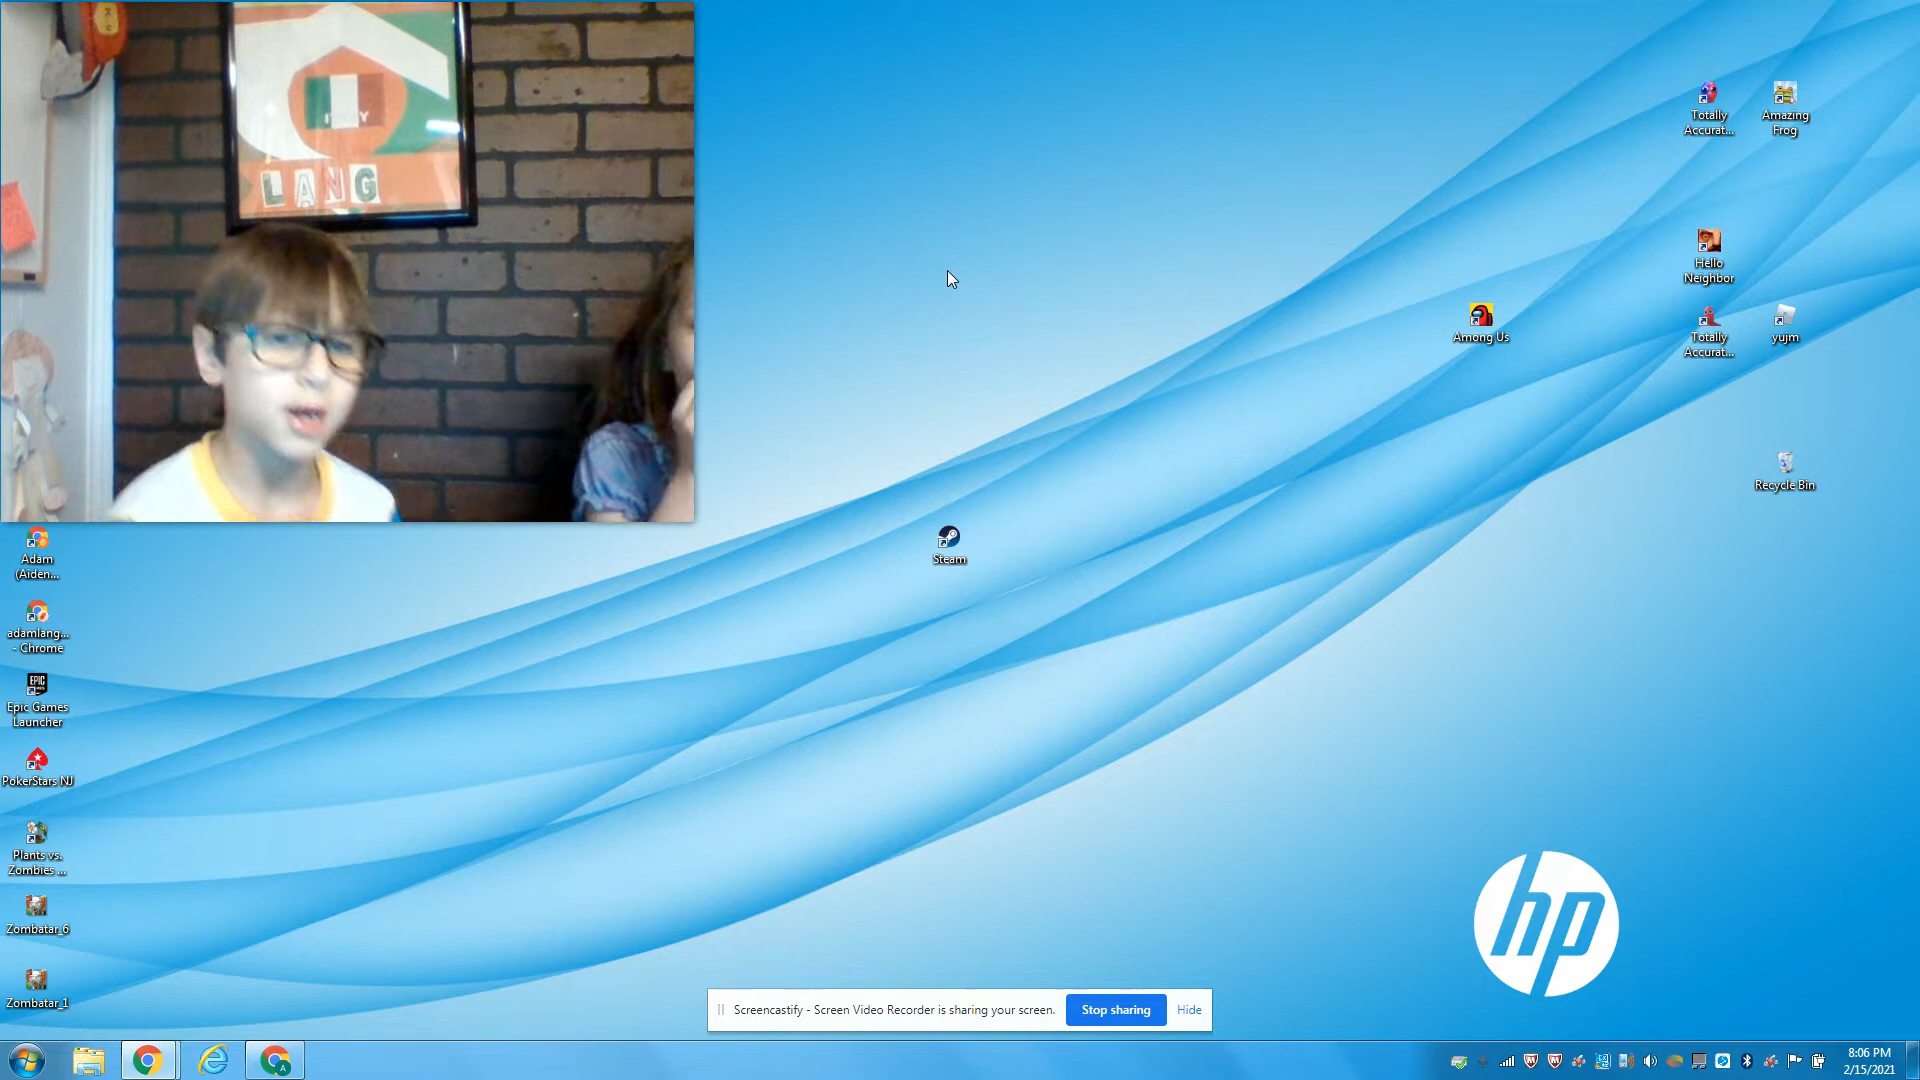 I Y
LANG
Totally
Accurat...
Amazing
Frog
Hello
Neighbor
Among Us
Totally
Accurat...
yujm
Recycle Bin
Steam
Adam
(Aiden...
adamlang...
- Chrome
EPIC
Epic Games
Launcher
PokerStars NJ
Plants vs.
Zombies ...
Zombatar_6
Zombatar_1
hp
Screencastify - Screen Video Recorder is sharing your screen.
Stop sharing
Hide
A
8:06 PM
2/15/2021